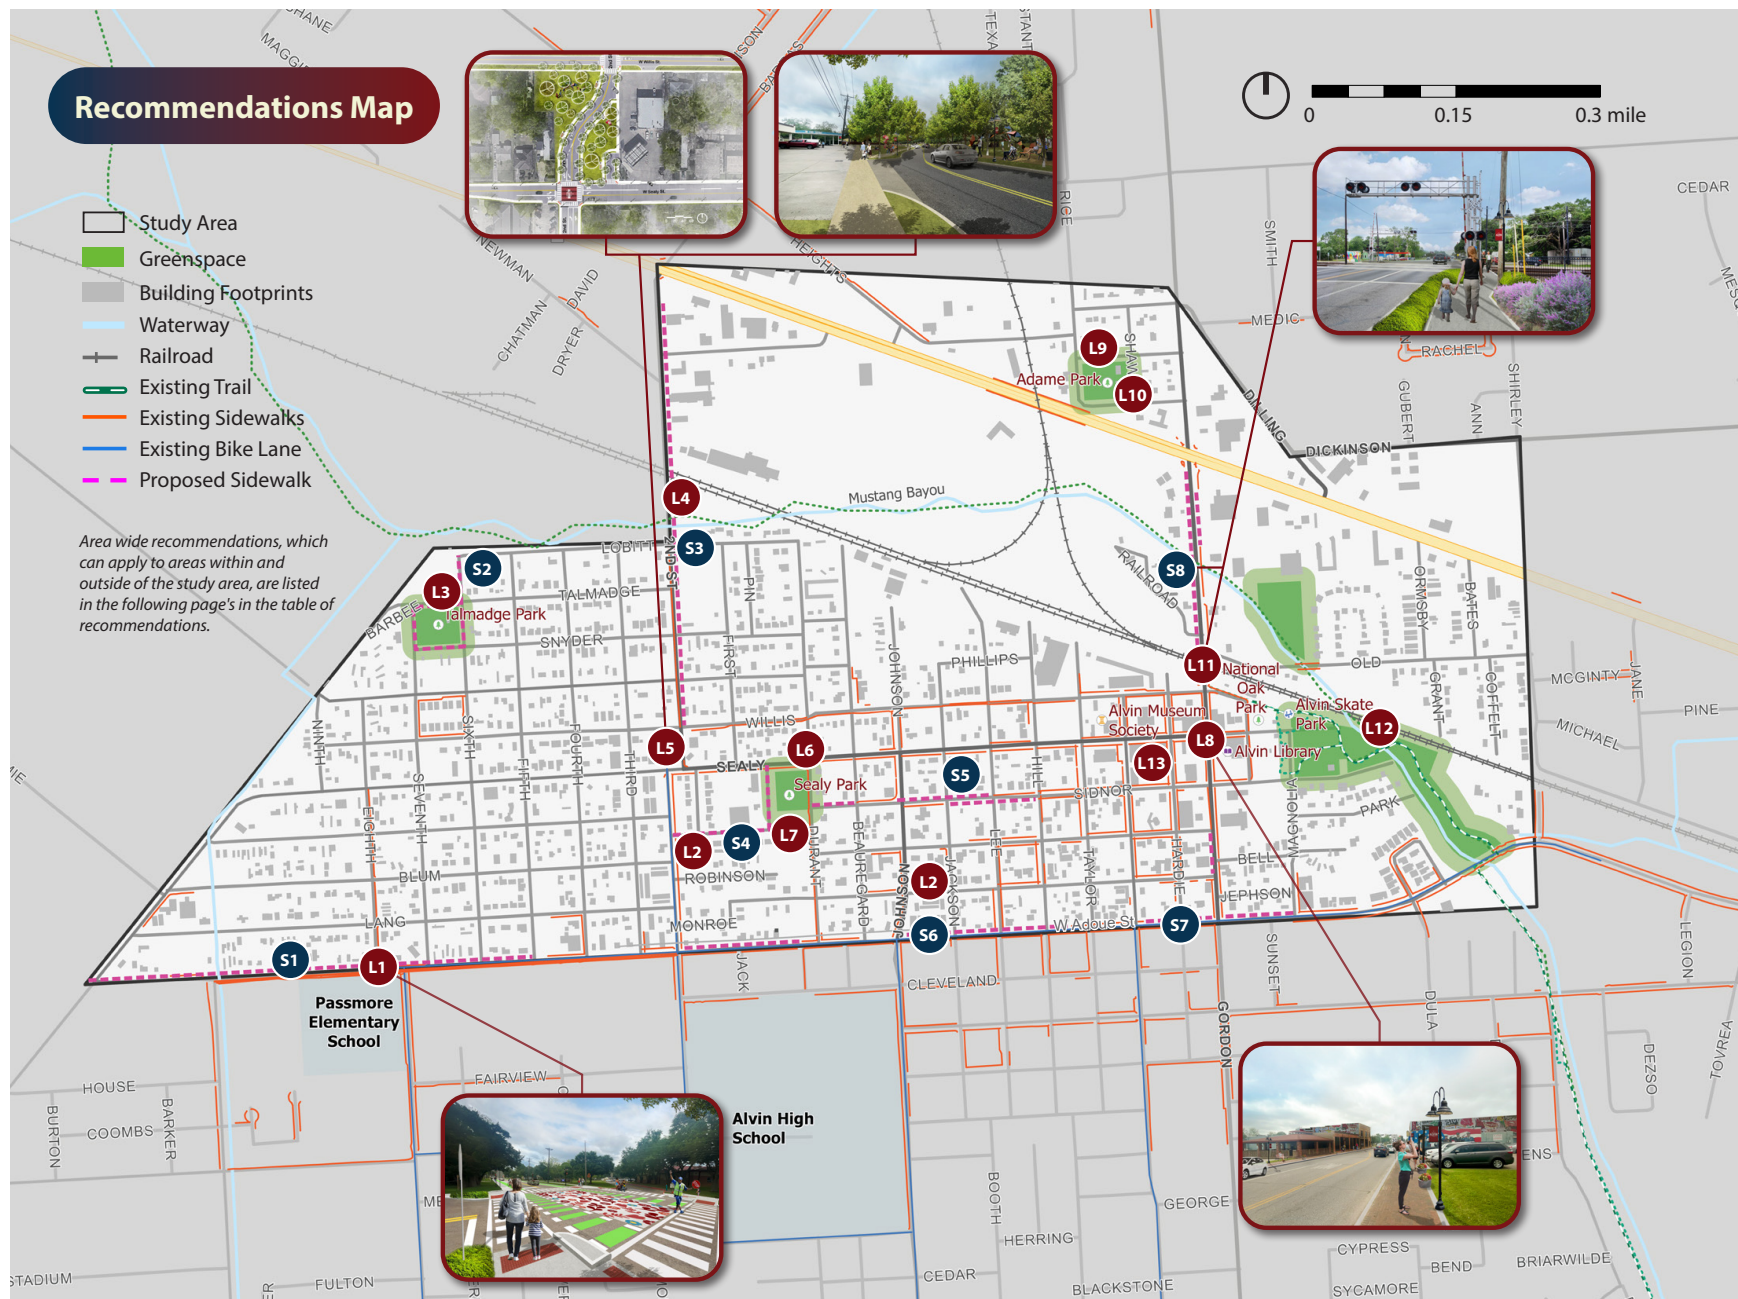 Recommendations Map
Study Area
Greenspace
Building Footprints
Waterway
Railroad
Existing Trail
Existing Sidewalks
Existing Bike Lane
Proposed Sidewalk
Area wide recommendations, which
can apply to areas within and
outside of the study area, are listed
in the following page's in the table of
recommendations.
0
0.15
0.3 mile
CEDAR
RICE
SMITH
MEDIC
RACHEL
GUBERT
ANN
SHIRLEY
HEIGHTS
NEWMAN
DAVID
CHATMAN
DRYER
SHAW
L9
Adame Park
L10
DILLING
DICKINSON
L4
Mustang Bayou
S3
LOBITT
2ND ST
S2
L3
Talmadge Park
BARBEE
TALMADGE
SNYDER
PIN
FIRST
JOHNSON
PHILLIPS
RAILROAD
S8
L11
National
Oak
Park
OLD
ORMSBY
BATES
GRANT
COFFELT
MCGINTY
JANE
MICHAEL
PINE
Alvin Museum
Society
Alvin Skate
Park
L12
L8
Alvin Library
L13
WILLIS
L5
L6
SEALY
Sealy Park
S5
HILL
SIDNOR
NINTH
SIXTH
FOURTH
THIRD
FIFTH
SEVENTH
EIGHTH
MAGNOLIA
PARK
L2
S4
L7
DURANT
BEAUREGARD
LEE
TAYLOR
HARDIE
BELL
BLUM
ROBINSON
L2
JACKSON
JOHNSON
JEPHSON
LANG
MONROE
W Adoue St
S6
S7
S1
L1
Passmore
Elementary
School
JACK
CLEVELAND
SUNSET
GORDON
DULA
LEGION
DEZSO
TOVREA
HOUSE
BURTON
BARKER
COOMBS
FAIRVIEW
Alvin High
School
BOOTH
HERRING
CEDAR
BLACKSTONE
GEORGE
ENS
CYPRESS
BEND
BRIARWILDE
SYCAMORE
STADIUM
FULTON